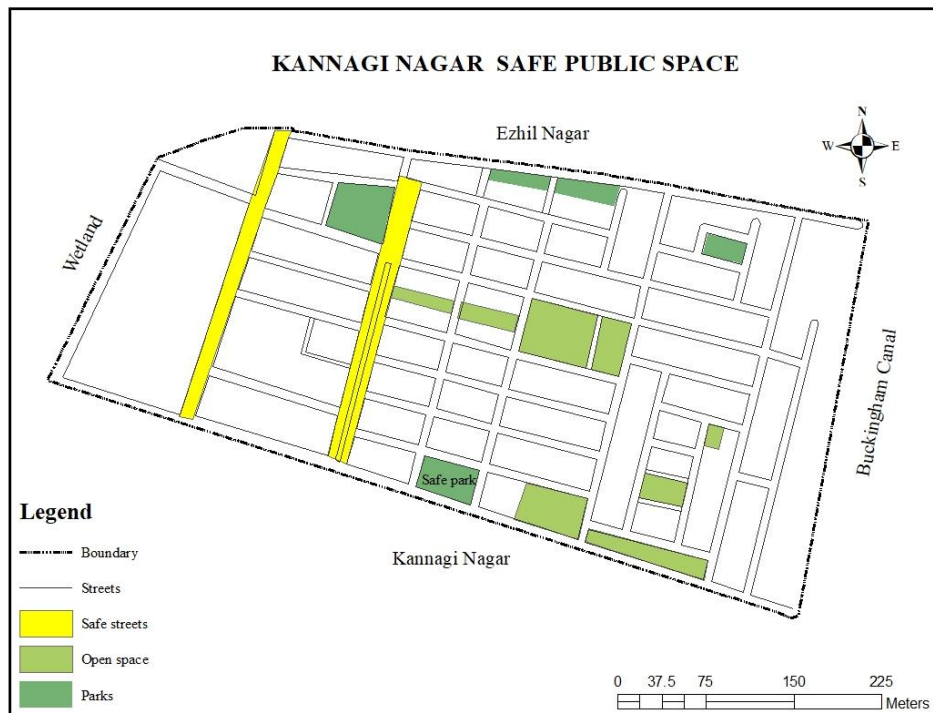 KANNAGI NAGAR SAFE PUBLIC SPACE
Ezhil Nagar
N
W E
S
Wetland
Buckingham Canal
Safe park
Kannagi Nagar
Legend
Boundary
Streets
Safe streets
Open space
Parks
0 37.5 75 150 225
Meters